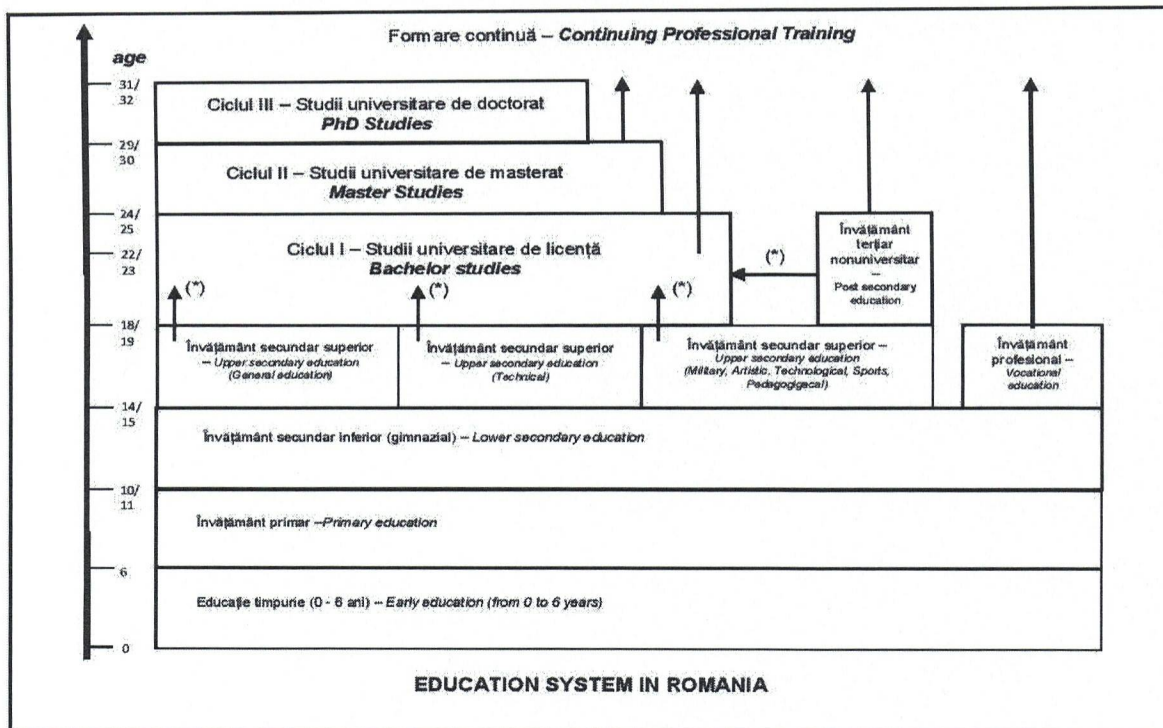 Formare continuă – Continuing Professional Training
age
31/
32
Ciclul III – Studii universitare de doctorat
PhD Studies
29/
30
Ciclul II – Studii universitare de masterat
Master Studies
24/
25
22/
23
Ciclul I – Studii universitare de licență
Bachelor studies
(*)
(*)
(*)
(*)
Învățământ
terțiar
nonuniversitar
–
Post secondary
education
18/
19
Învățământ secundar superior
– Upper secondary education
(General education)
Învățământ secundar superior
– Upper secondary education
(Technical)
Învățământ secundar superior –
Upper secondary education
(Military, Artistic, Technological, Sports,
Pedagogigacal)
Învățământ
profesional –
Vocational
education
14/
15
Învățământ secundar inferior (gimnazial) – Lower secondary education
10/
11
Învățământ primar –Primary education
6
Educație timpurie (0 - 6 ani) – Early education (from 0 to 6 years)
0
EDUCATION SYSTEM IN ROMANIA